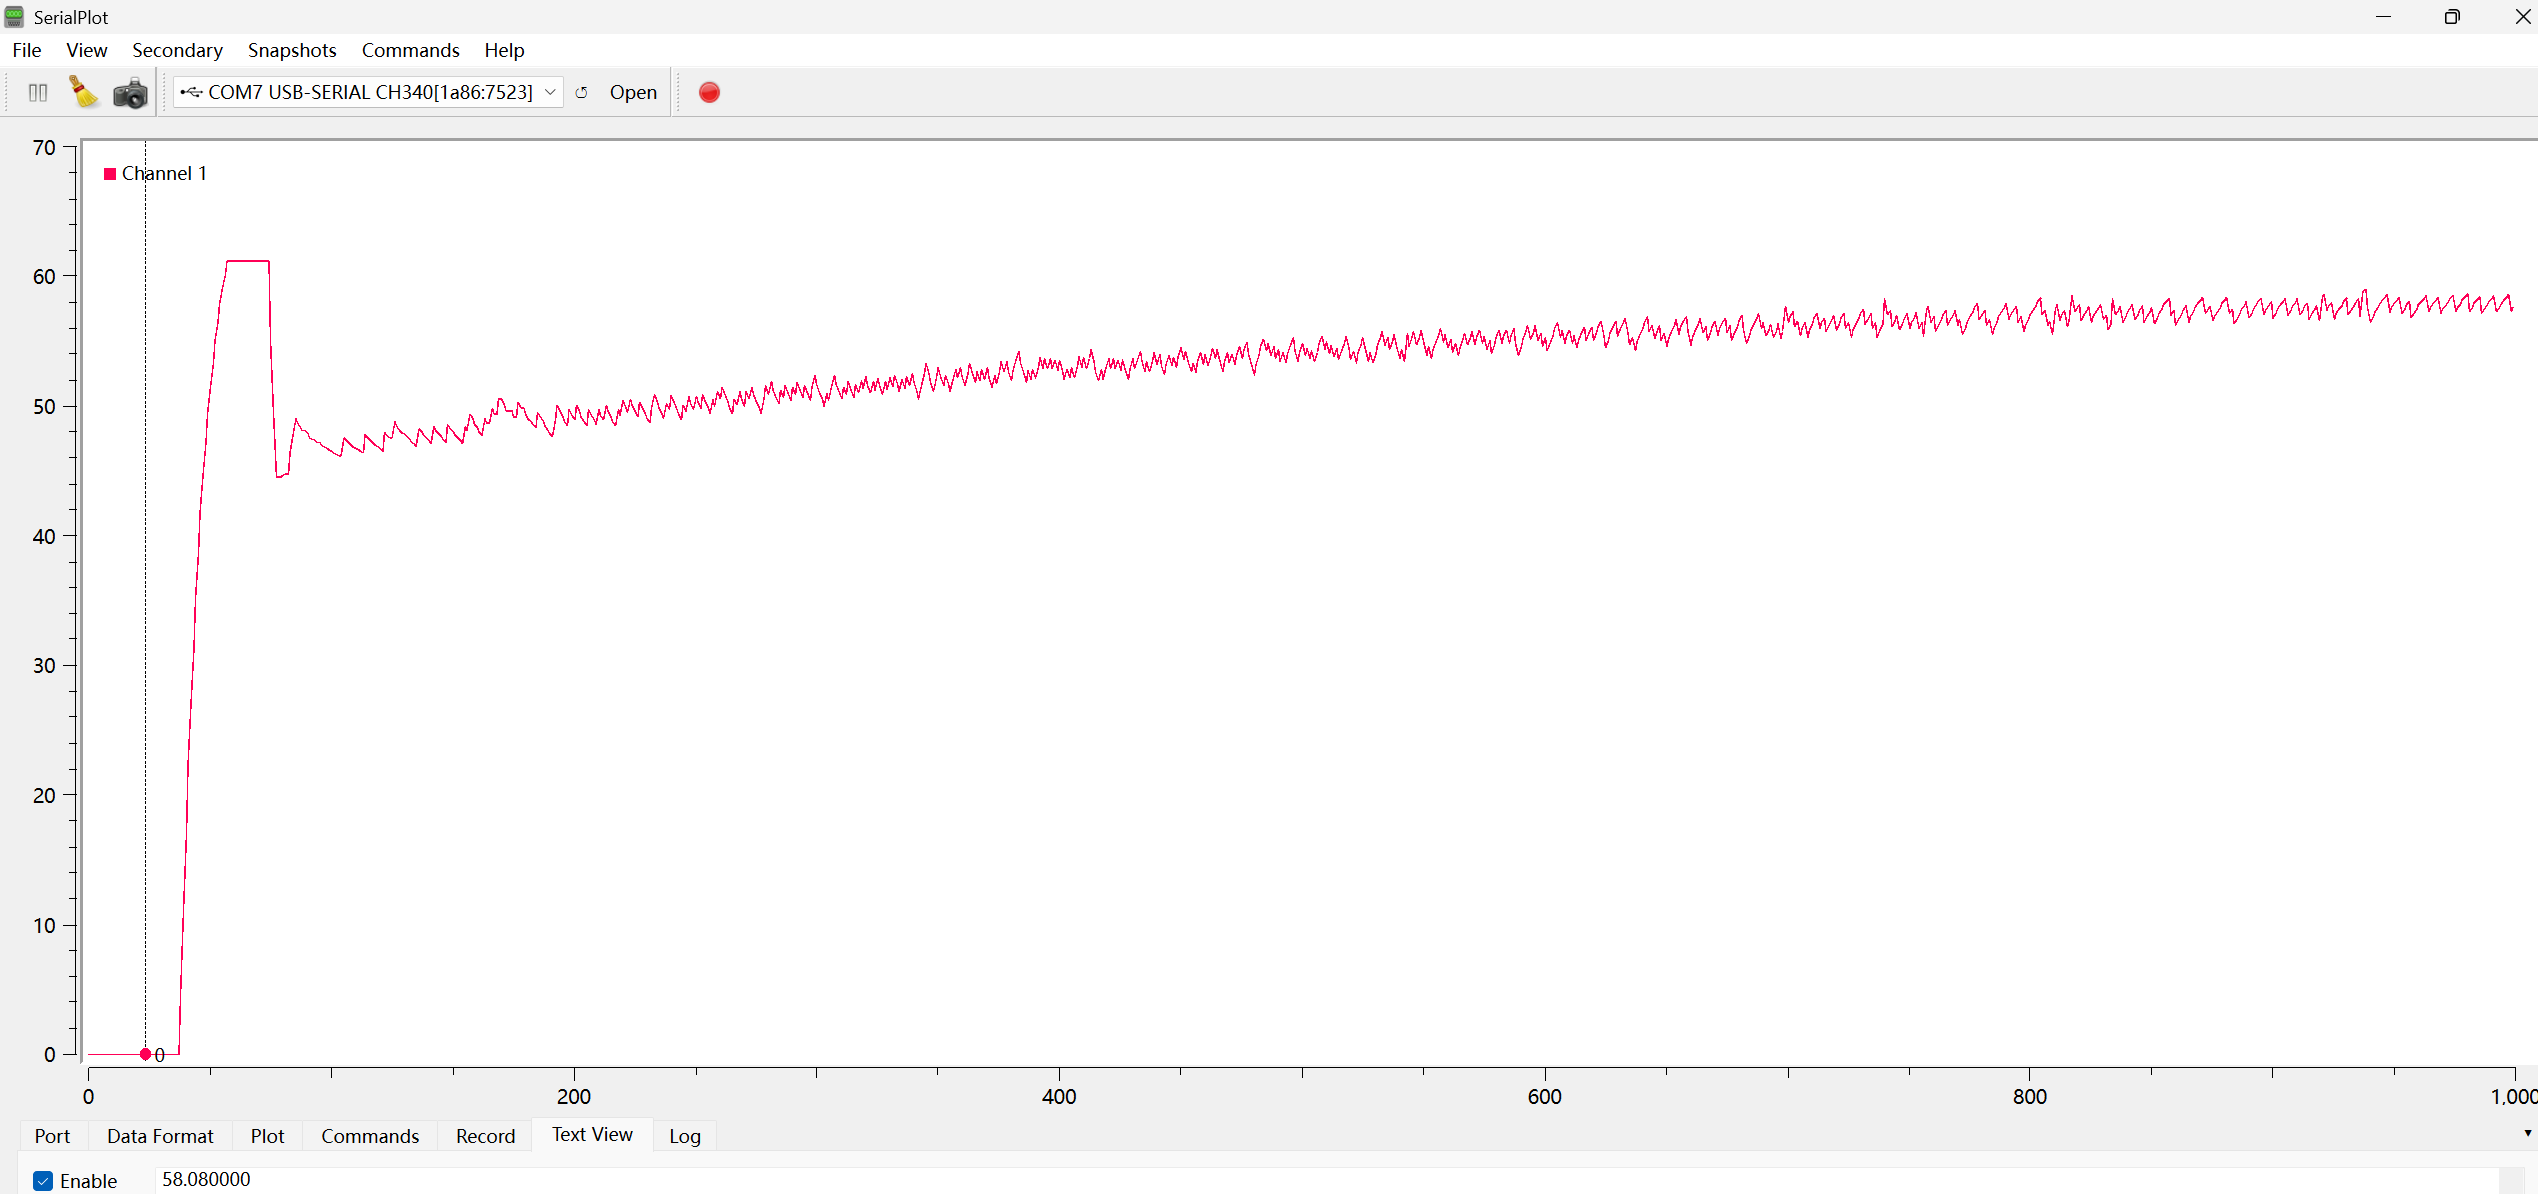 SerialPlot
File View Secondary Snapshots Commands Help
COM7 USB-SERIAL CH340[1a86:7523] Open
70
Channel 1
60
50
40
30
20
10
0
0
0 200 400 600 800 1,000
Port Data Format Plot Commands Record Text View Log
Enable 58.080000